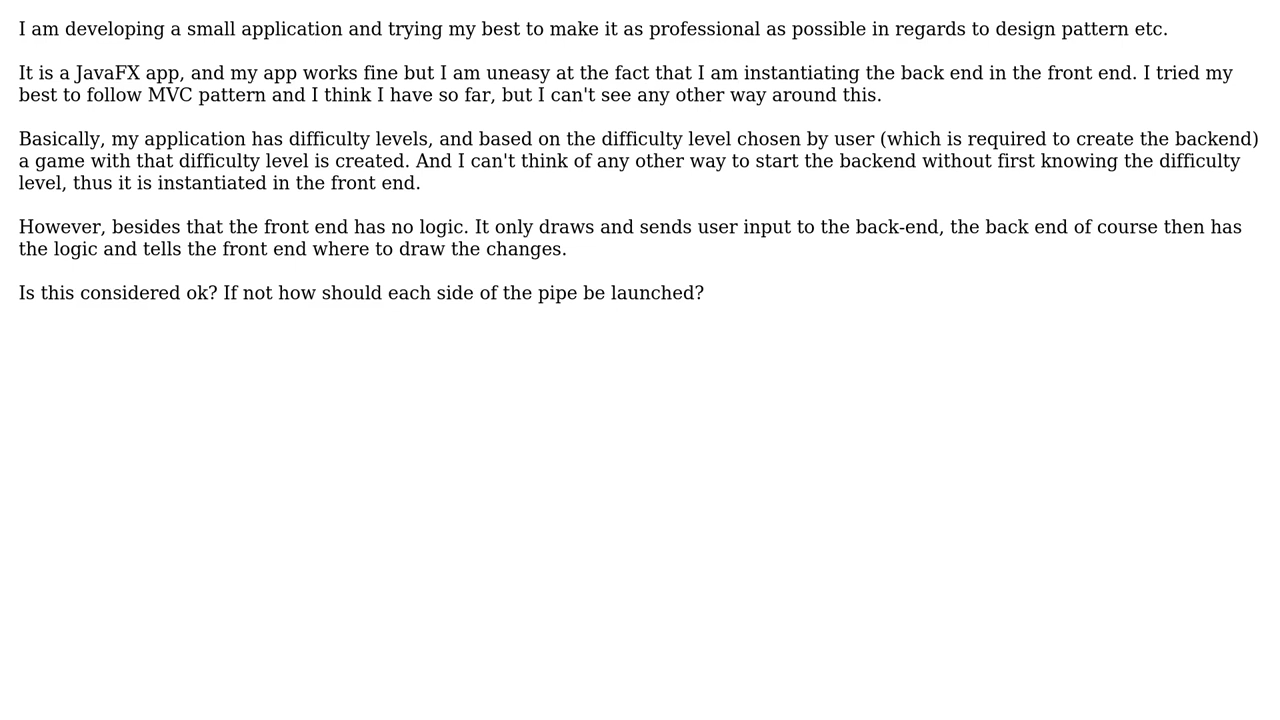 I am developing a small application and trying my best to make it as professional as possible in regards to design pattern etc.
It is a JavaFX app, and my app works fine but I am uneasy at the fact that I am instantiating the back end in the front end. I tried my
best to follow MVC pattern and I think I have so far, but I can't see any other way around this.
Basically, my application has difficulty levels, and based on the difficulty level chosen by user (which is required to create the backend)
a game with that difficulty level is created. And I can't think of any other way to start the backend without first knowing the difficulty
level, thus it is instantiated in the front end.
However, besides that the front end has no logic. It only draws and sends user input to the back-end, the back end of course then has
the logic and tells the front end where to draw the changes.
Is this considered ok? If not how should each side of the pipe be launched?